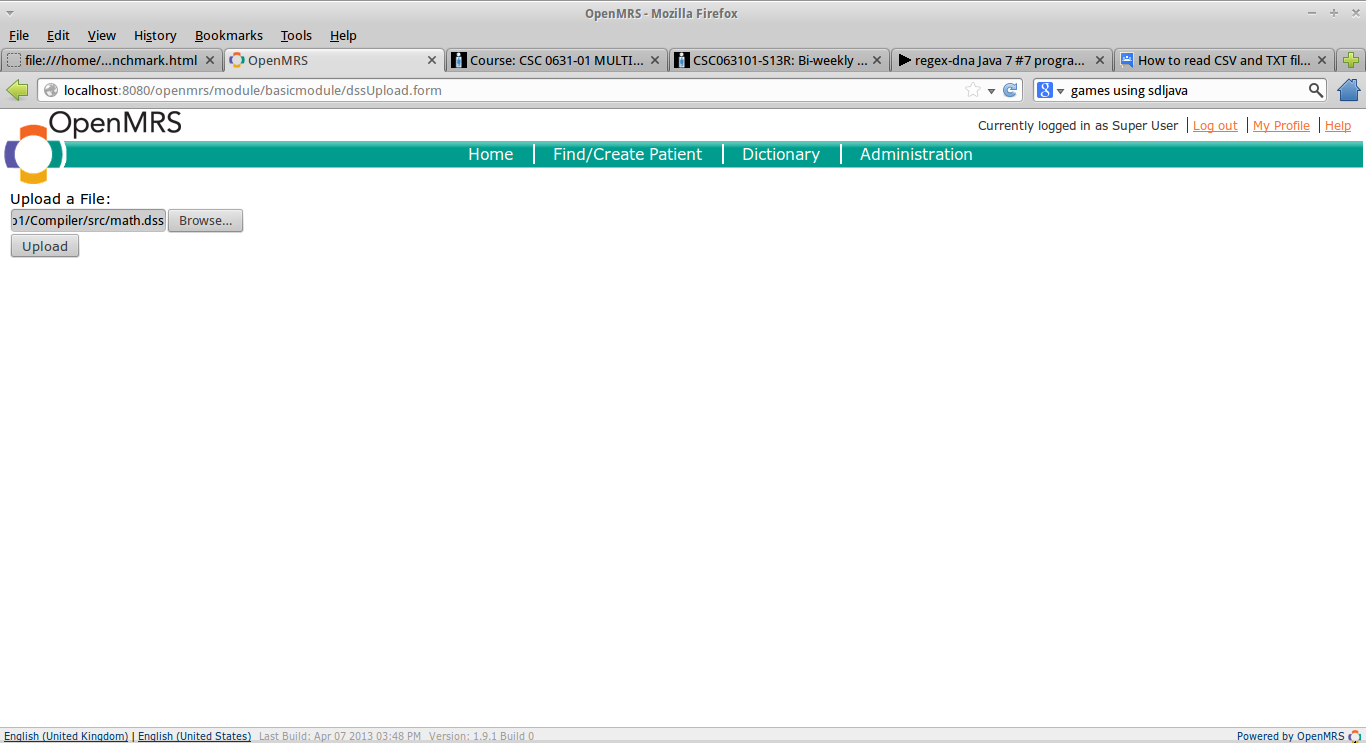 OpenMRS - Mozilla Firefox
File Edit View History Bookmarks Tools Help
file:///home/...nchmark.html OpenMRS Course: CSC 0631-01 MULTI... CSC063101-S13R: Bi-weekly ... regex-dna Java 7 #7 progra... How to read CSV and TXT fil...
localhost:8080/openmrs/module/basicmodule/dssUpload.form 8 games using sdljava
OpenMRS
Currently logged in as Super User Log out My Profile Help
Home Find/Create Patient Dictionary Administration
Upload a File:
o1/Compiler/src/math.dss Browse...
Upload
English (United Kingdom) | English (United States) Last Build: Apr 07 2013 03:48 PM Version: 1.9.1 Build 0 Powered by OpenMRS